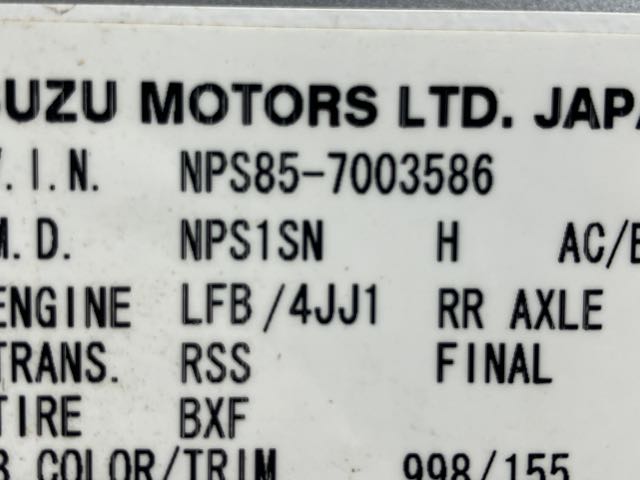 SUZU MOTORS LTD. JAPA
V.I.N. NPS85-7003586
M.D. NPS1SN H AC/E
ENGINE LFB/4JJ1 RR AXLE
TRANS. RSS FINAL
TIRE BXF
B COLOR/TRIM 998/155